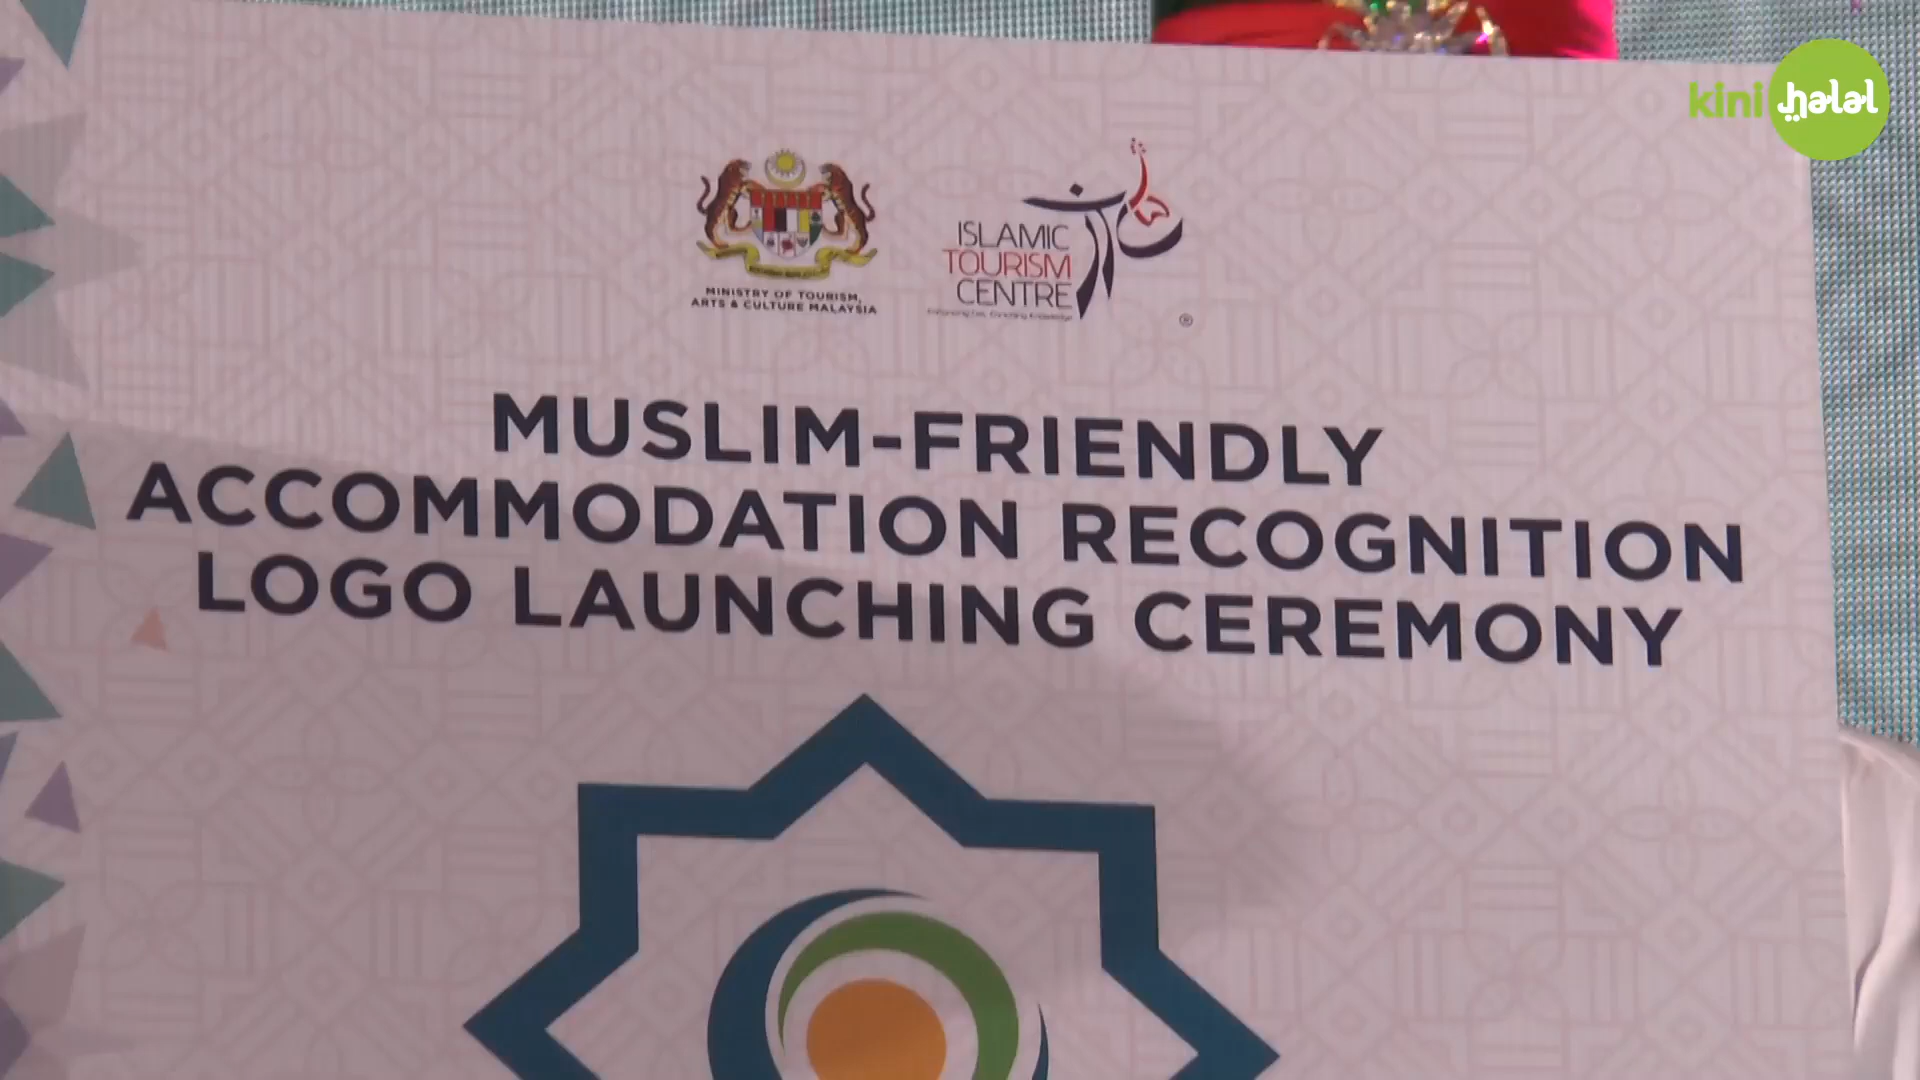 kini halal
MINISTRY OF TOURISM,
ARTS & CULTURE MALAYSIA
ISLAMIC
TOURISM
CENTRE
®
MUSLIM-FRIENDLY
ACCOMMODATION RECOGNITION
LOGO LAUNCHING CEREMONY